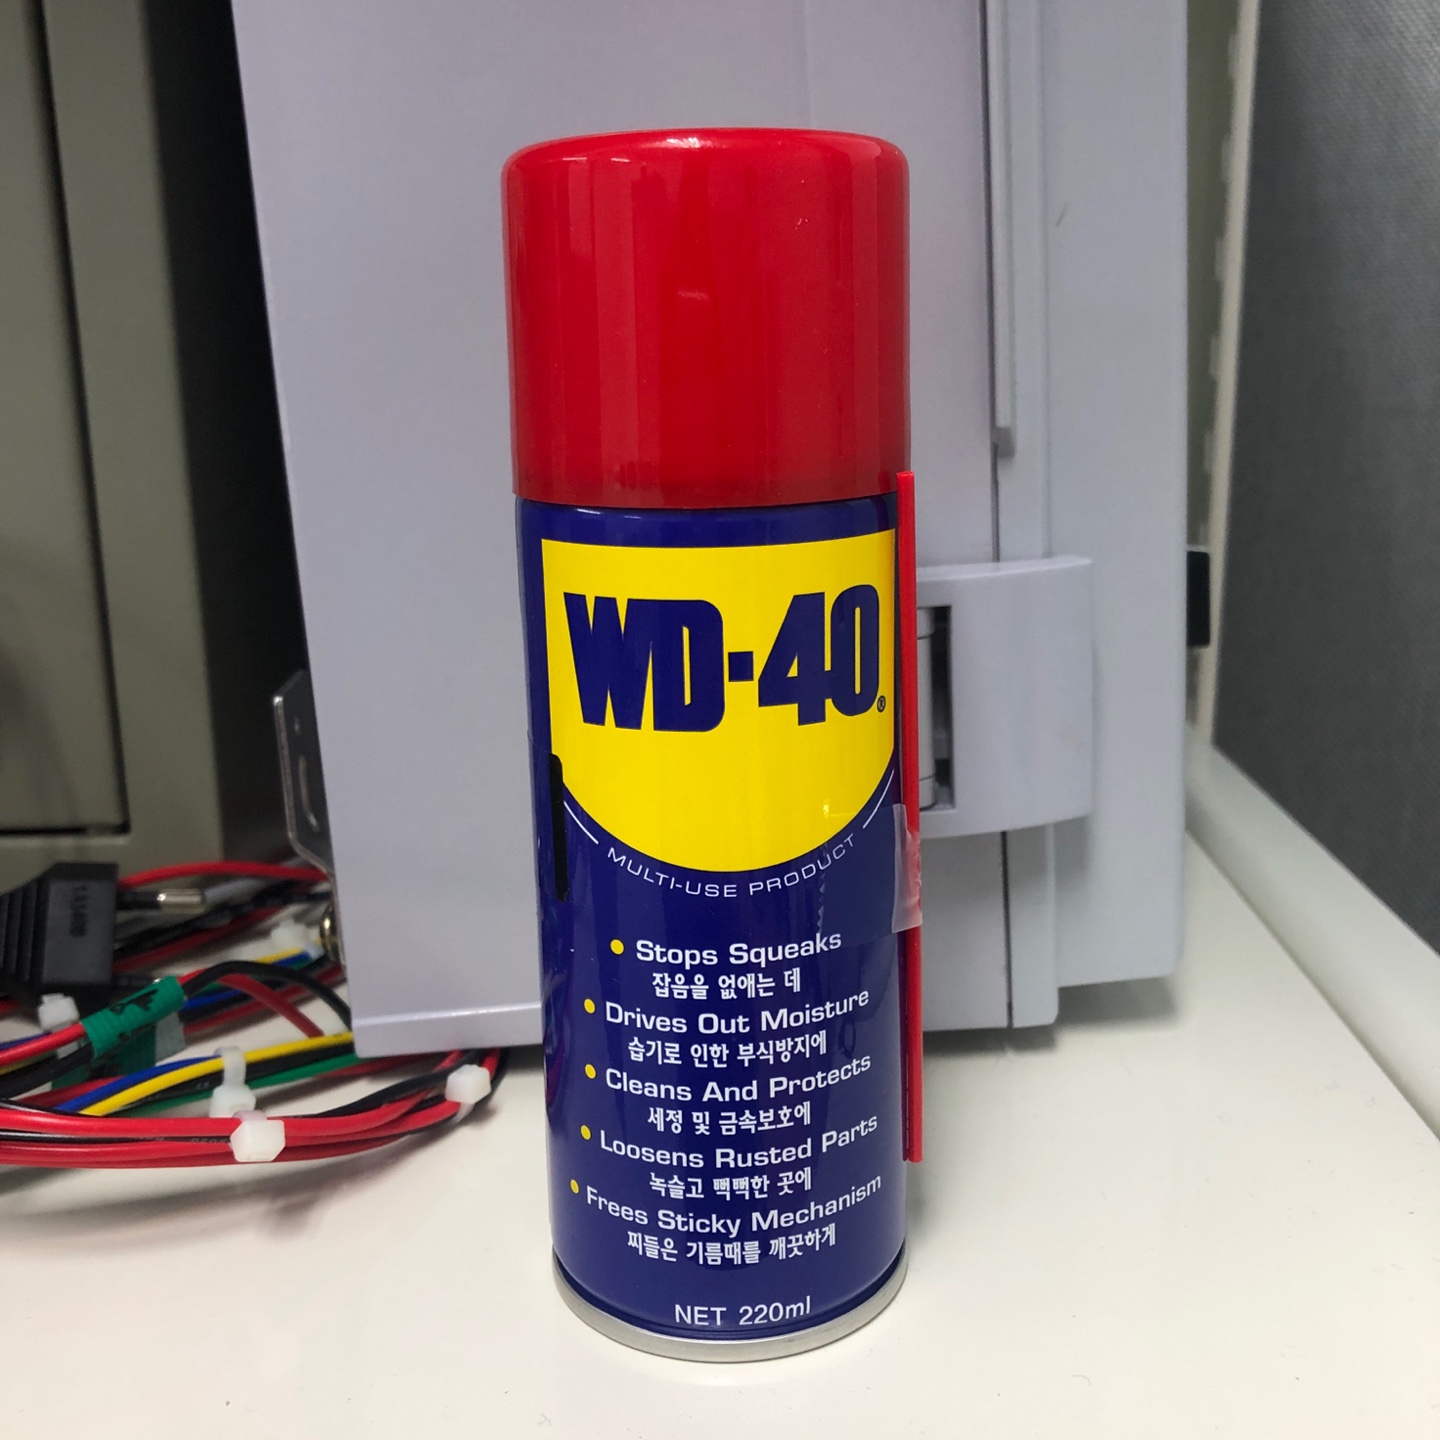 WD-40®
MULTI-USE PRODUCT
Stops Squeaks
잡음을 없애는 데
Drives Out Moisture
습기로 인한 부식방지에
Cleans And Protects
세정 및 금속보호에
Loosens Rusted Parts
녹슬고 뻑뻑한 곳에
Frees Sticky Mechanism
찌들은 기름때를 깨끗하게
NET 220ml